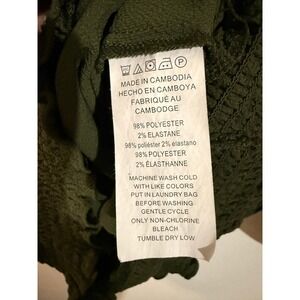 MADE IN CAMBODIA
HECHO EN CAMBOYA
FABRIQUÉ AU
CAMBODGE
98% POLYESTER
2% ELASTANE
98% poliéster 2% elastano
98% POLYESTER
2% ÉLASTHANNE
MACHINE WASH COLD
WITH LIKE COLORS
PUT IN LAUNDRY BAG
BEFORE WASHING
GENTLE CYCLE
ONLY NON-CHLORINE
BLEACH
TUMBLE DRY LOW